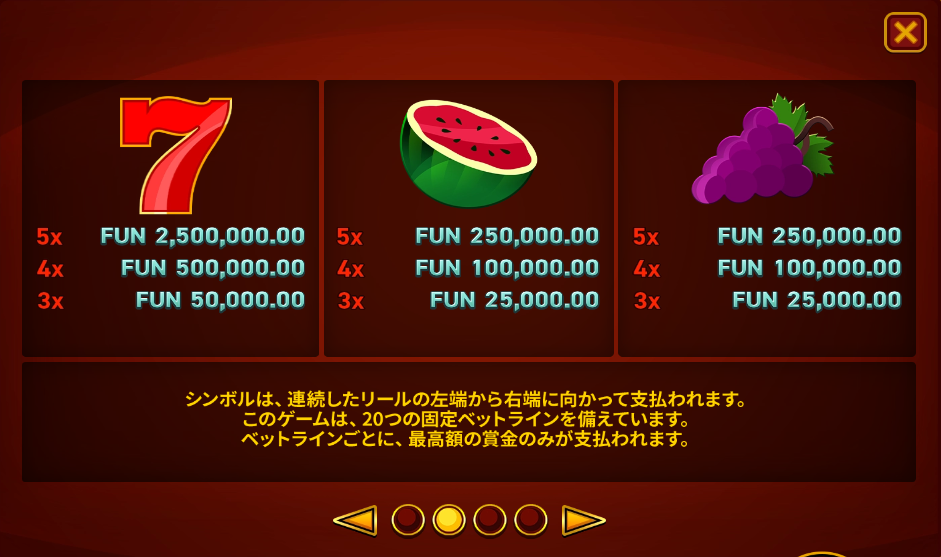 5x FUN 2,500,000.00
4x FUN 500,000.00
3x FUN 50,000.00
5x FUN 250,000.00
4x FUN 100,000.00
3x FUN 25,000.00
5x FUN 250,000.00
4x FUN 100,000.00
3x FUN 25,000.00
シンボルは、連続したリールの左端から右端に向かって支払われます。
このゲームは、20つの固定ベットラインを備えています。
ベットラインごとに、最高額の賞金のみが支払われます。